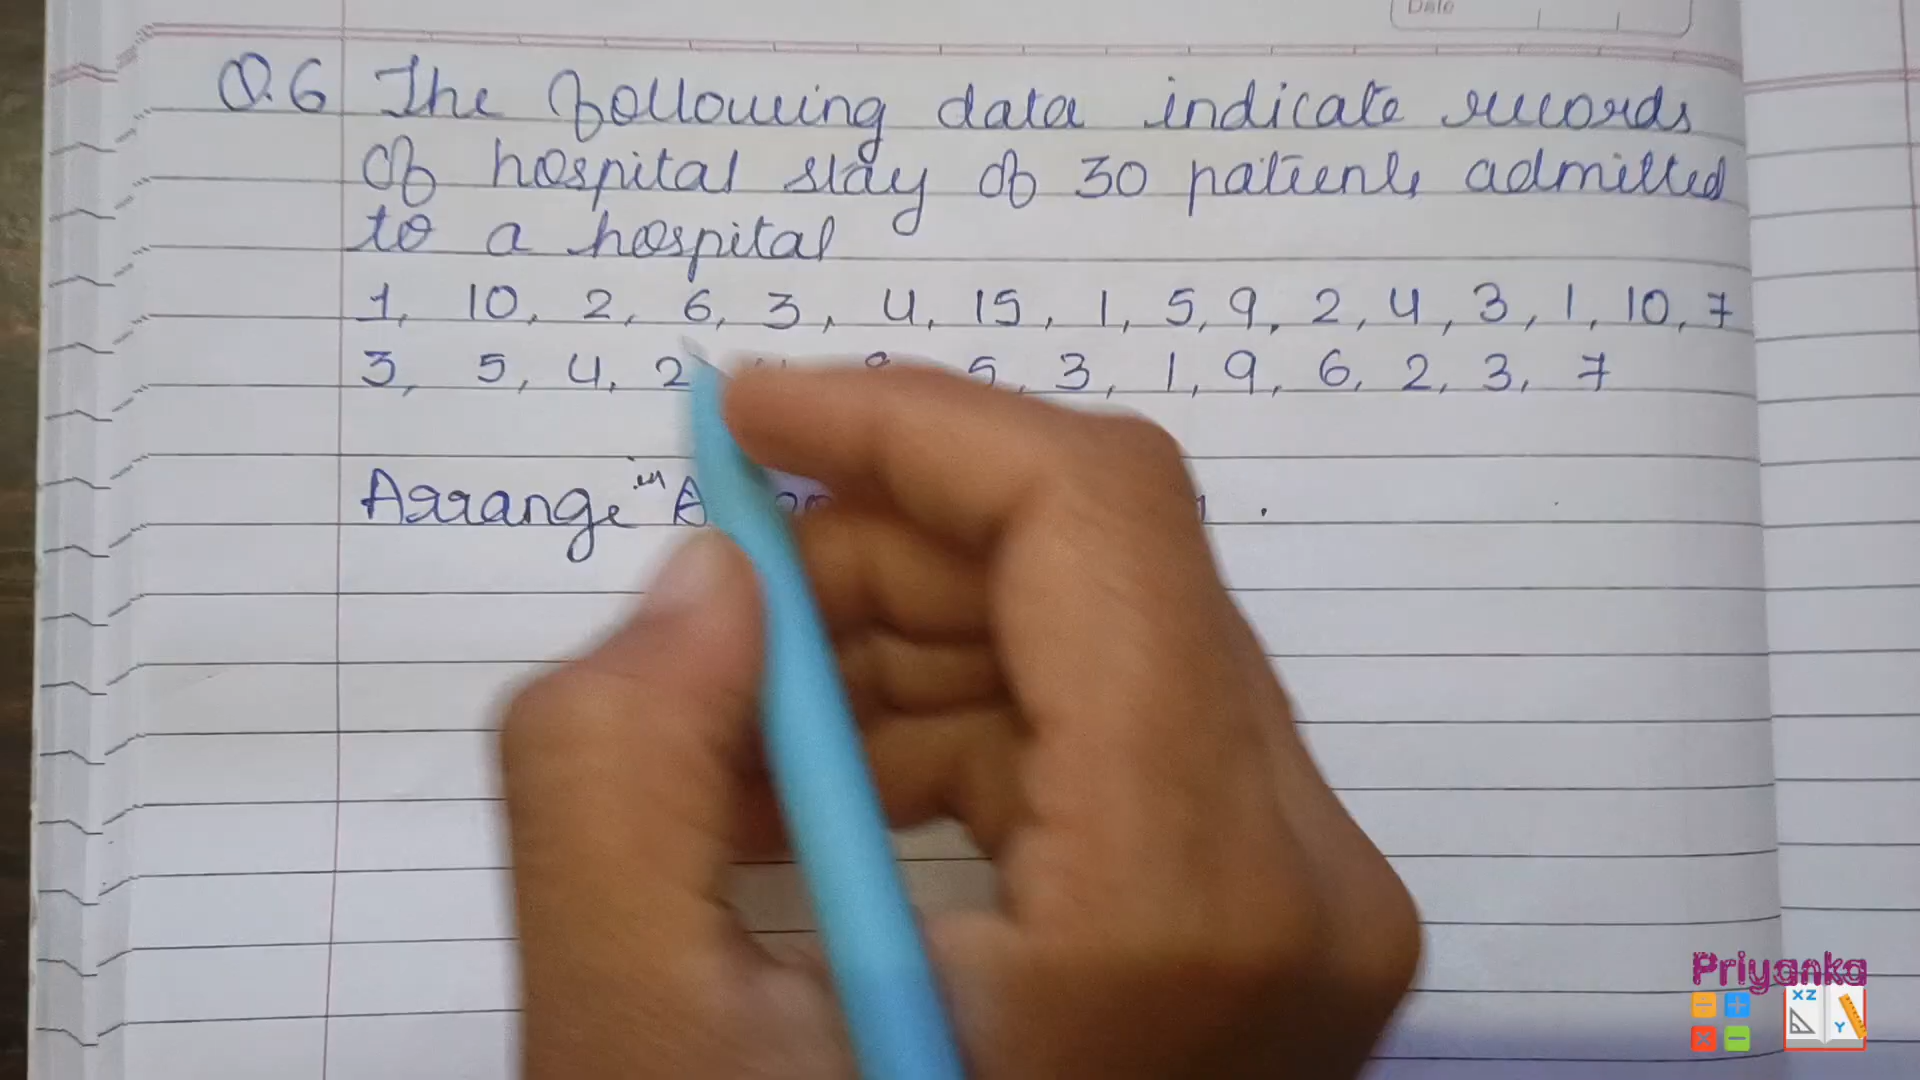 Date
Q.6 The following data indicate records
of hospital stay of 30 patients admitted
to a hospital
1, 10, 2, 6, 3, 4, 15, 1, 5, 9, 2, 4, 3, 1, 10, 7
3, 5, 4, 2 5, 3, 1, 9, 6, 2, 3, 7
Arrange in
Priyanka
XZ
Y